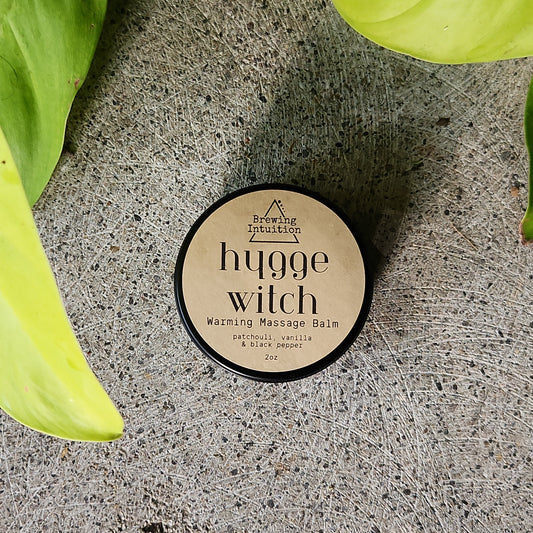 Brewing
Intuition
hygge
witch
Warming Massage Balm
patchouli, vanilla
& black pepper
2oz